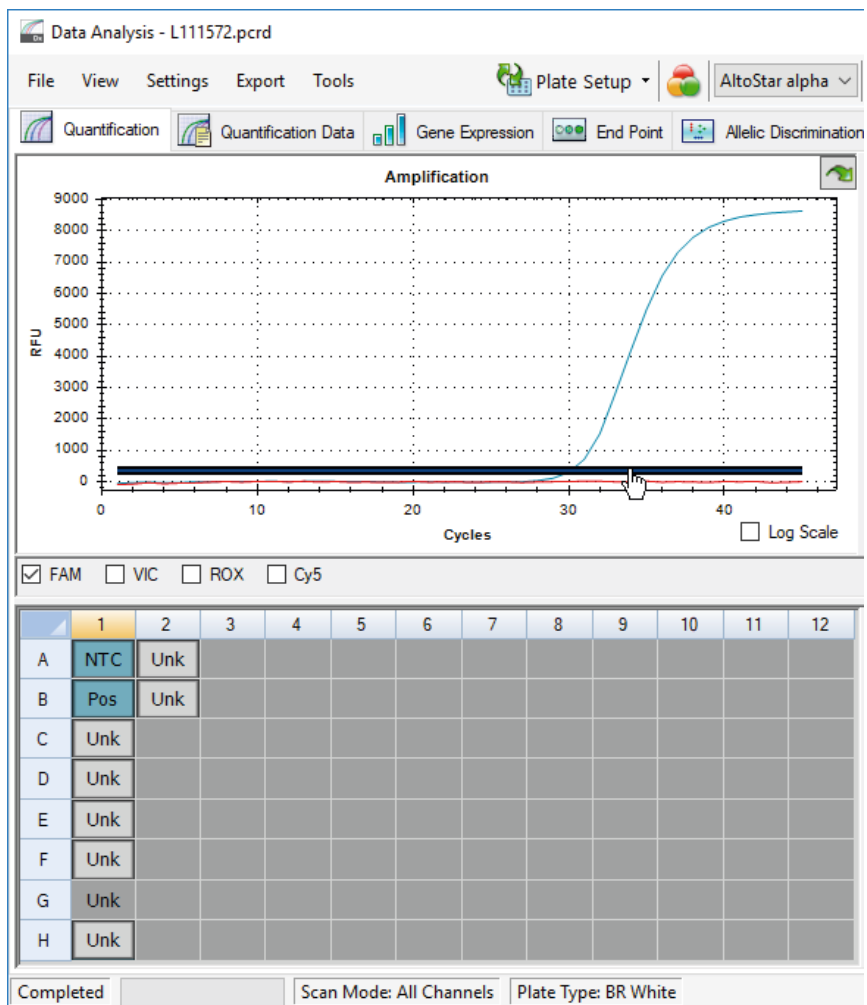 Data Analysis - L111572.pcrd
File View Settings Export Tools Plate Setup AltoStar alpha
Quantification Quantification Data Gene Expression End Point Allelic Discrimination
Amplification
9000
8000
7000
6000
5000
4000
3000
2000
1000
0
RFU
0 10 20 30 40
Cycles
Log Scale
FAM VIC ROX Cy5
1 2 3 4 5 6 7 8 9 10 11 12
A NTC Unk
B Pos Unk
C Unk
D Unk
E Unk
F Unk
G Unk
H Unk
Completed Scan Mode: All Channels Plate Type: BR White